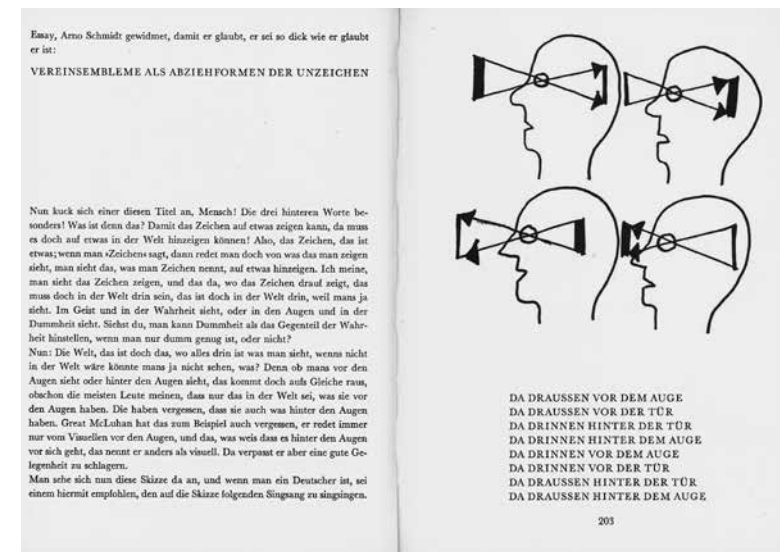 Essay, Arno Schmidt gewidmet, damit er glaubt, er sei so dick wie er glaubt
er ist:
VEREINSEMBLEME ALS ABZIEHFORMEN DER UNZEICHEN
Nun kuck sich einer diesen Titel an, Mensch! Die drei hinteren Worte be-
sonders! Was ist denn das? Damit das Zeichen auf etwas zeigen kann, da muss
es doch auf etwas in der Welt hinzeigen können! Also, das Zeichen, das ist
etwas; wenn man ›Zeichen‹ sagt, dann redet man doch von was das man zeigen
sieht, man sieht das, was man Zeichen nennt, auf etwas hinzeigen. Ich meine,
man sieht das Zeichen zeigen, und das da, wo das Zeichen drauf zeigt, das
muss doch in der Welt drin sein, das ist doch in der Welt drin, weil mans ja
sieht. Im Geist und in der Wahrheit sieht, oder in den Augen und in der
Dummheit sieht. Siehst du, man kann Dummheit als das Gegenteil der Wahr-
heit hinstellen, wenn man nur dumm genug ist, oder nicht?
Nun: Die Welt, das ist doch das, wo alles drin ist was man sieht, wenns nicht
in der Welt wäre könnte mans ja nicht sehen, was? Denn ob mans vor den
Augen sieht oder hinter den Augen sieht, das kommt doch aufs Gleiche raus,
obschon die meisten Leute meinen, dass nur das in der Welt sei, was sie vor
den Augen haben. Die haben vergessen, dass sie auch was hinter den Augen
haben. Great McLuhan hat das zum Beispiel auch vergessen, er redet immer
nur vom Visuellen vor den Augen, und das, was weis dass es hinter den Augen
vor sich geht, das nennt er anders als visuell. Da verpasst er aber eine gute Ge-
legenheit zu schlagern.
Man sehe sich nun diese Skizze da an, und wenn man ein Deutscher ist, sei
einem hiermit empfohlen, den auf die Skizze folgenden Singsang zu singsingen.
DA DRAUSSEN VOR DEM AUGE
DA DRAUSSEN VOR DER TÜR
DA DRINNEN HINTER DER TÜR
DA DRINNEN HINTER DEM AUGE
DA DRINNEN VOR DEM AUGE
DA DRINNEN VOR DER TÜR
DA DRAUSSEN HINTER DER TÜR
DA DRAUSSEN HINTER DEM AUGE
203